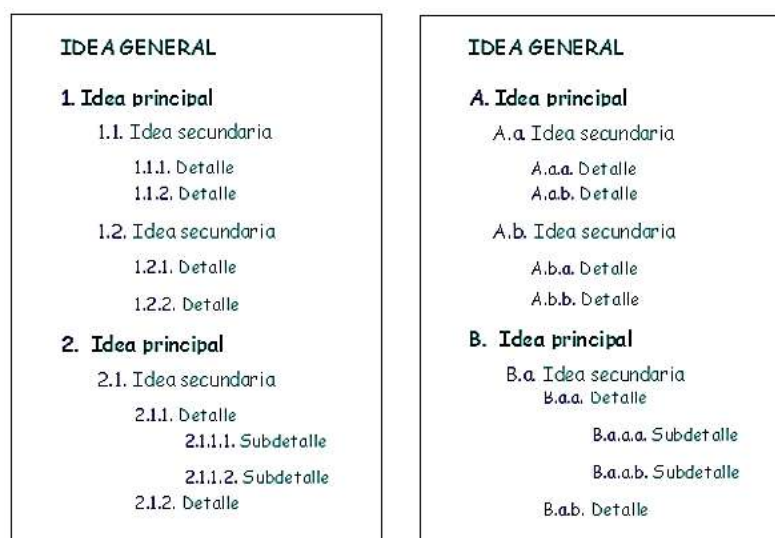 IDEA GENERAL
1. Idea principal
1.1. Idea secundaria
1.1.1. Detalle
1.1.2. Detalle
1.2. Idea secundaria
1.2.1. Detalle
1.2.2. Detalle
2. Idea principal
2.1. Idea secundaria
2.1.1. Detalle
2.1.1.1. Subdetalle
2.1.1.2. Subdetalle
2.1.2. Detalle
IDEA GENERAL
A. Idea principal
A.a Idea secundaria
A.a.a. Detalle
A.a.b. Detalle
A.b. Idea secundaria
A.b.a. Detalle
A.b.b. Detalle
B. Idea principal
B.a Idea secundaria
B.a.a. Detalle
B.a.a.a. Subdetalle
B.a.a.b. Subdetalle
B.a.b. Detalle